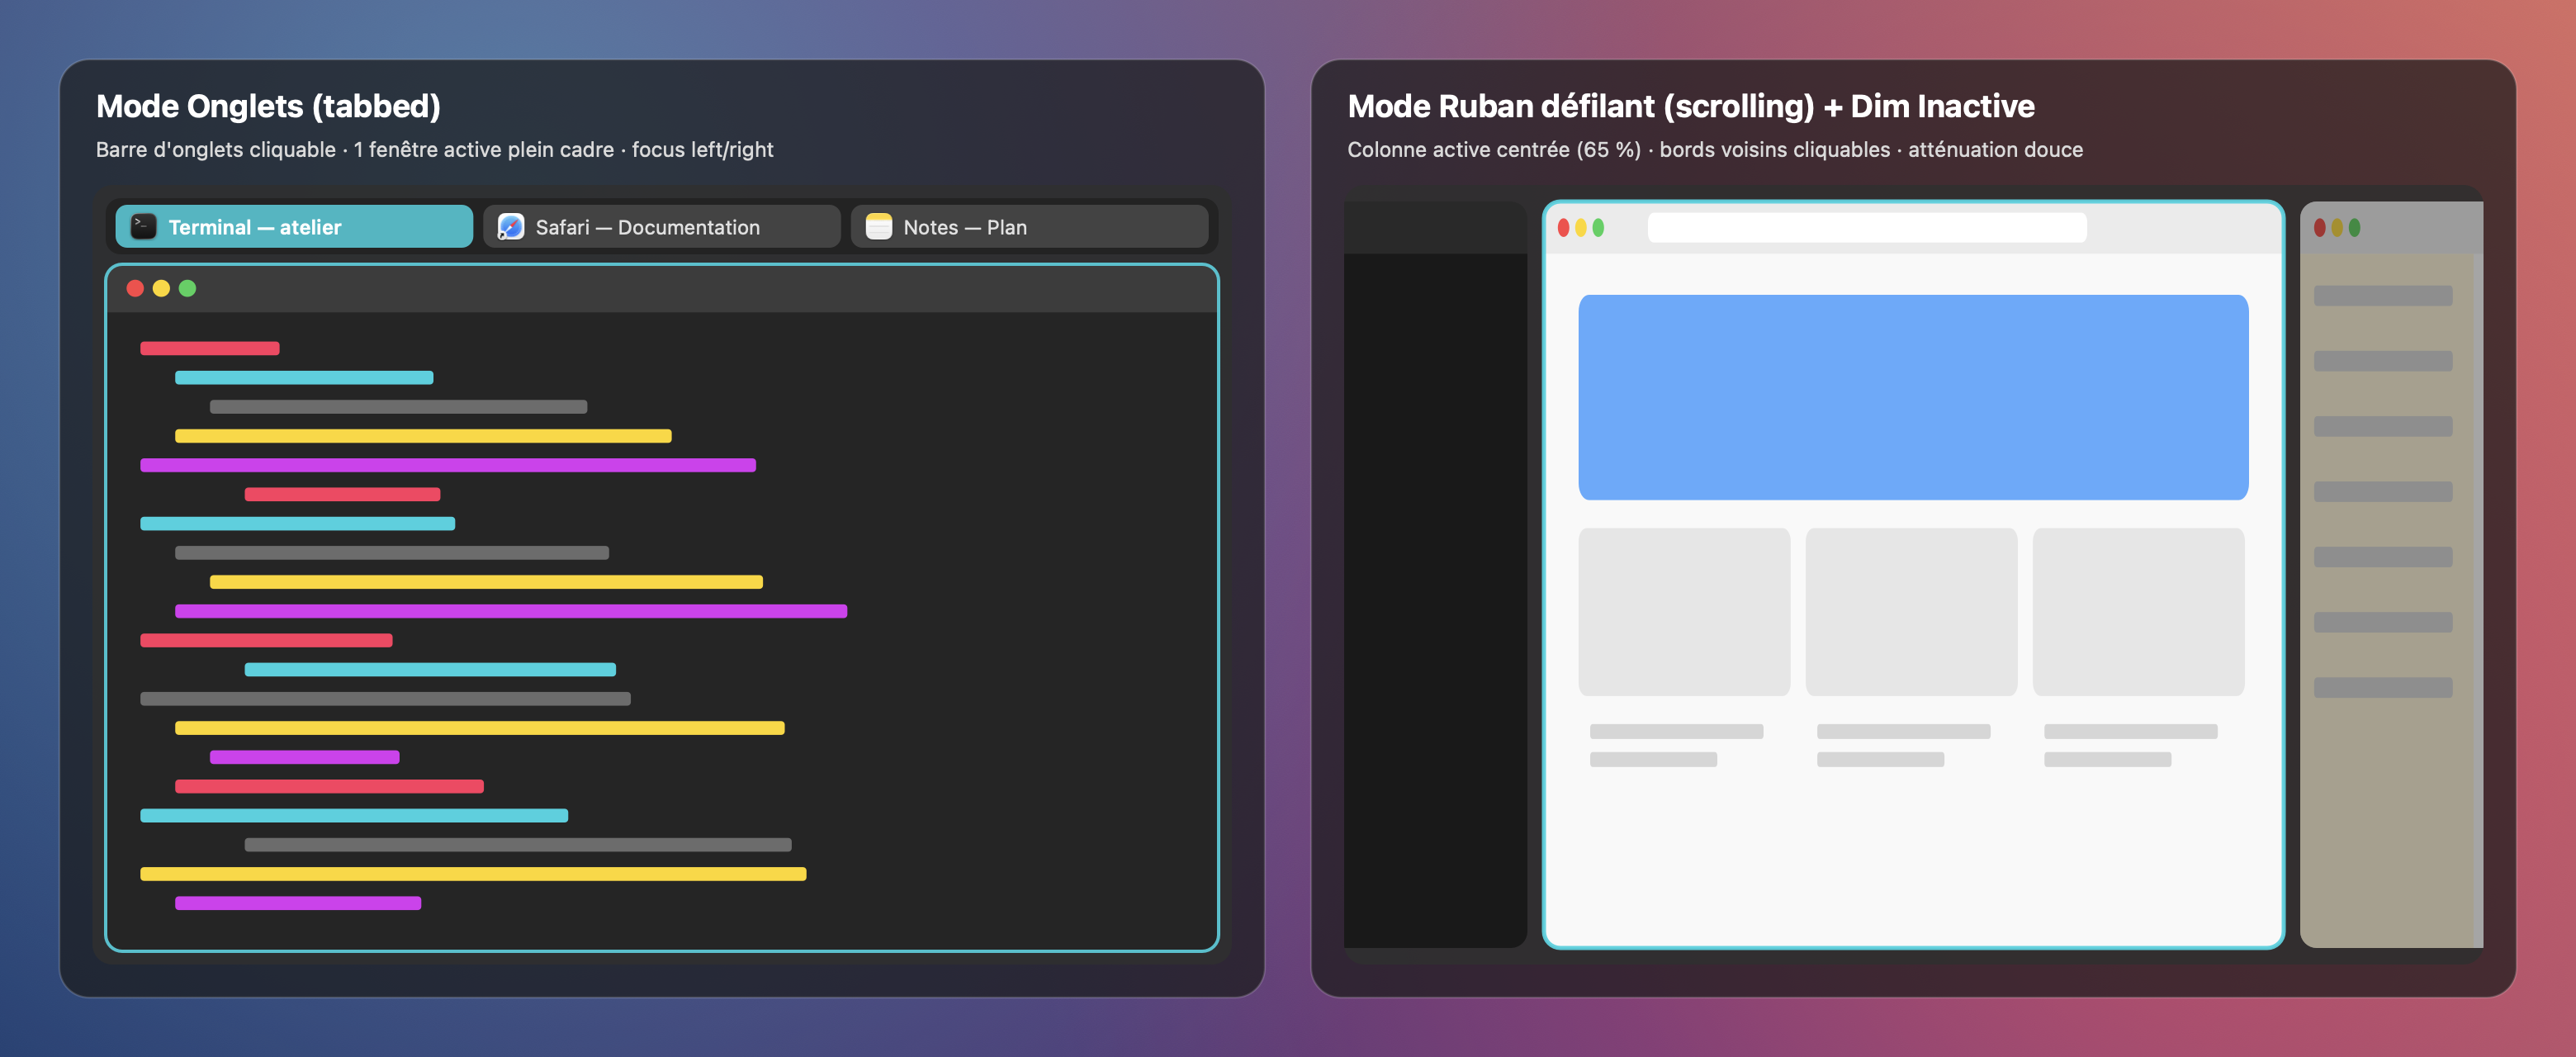 Mode Onglets (tabbed)
Barre d'onglets cliquable · 1 fenêtre active plein cadre · focus left/right
>_ Terminal — atelier
Safari — Documentation
Notes — Plan
Mode Ruban défilant (scrolling) + Dim Inactive
Colonne active centrée (65 %) · bords voisins cliquables · atténuation douce